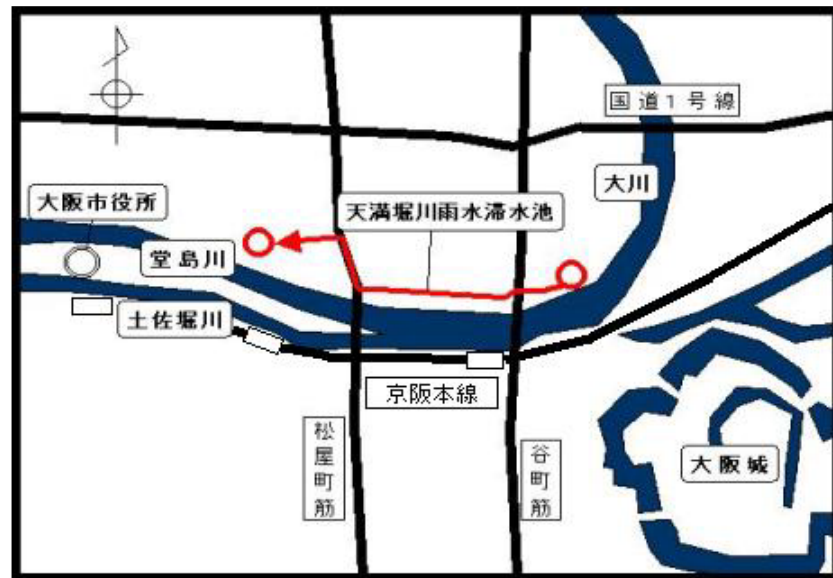 国道1号線
大川
大阪市役所
天満堀川雨水滞水池
堂島川
土佐堀川
京阪本線
松屋町筋
谷町筋
大阪城